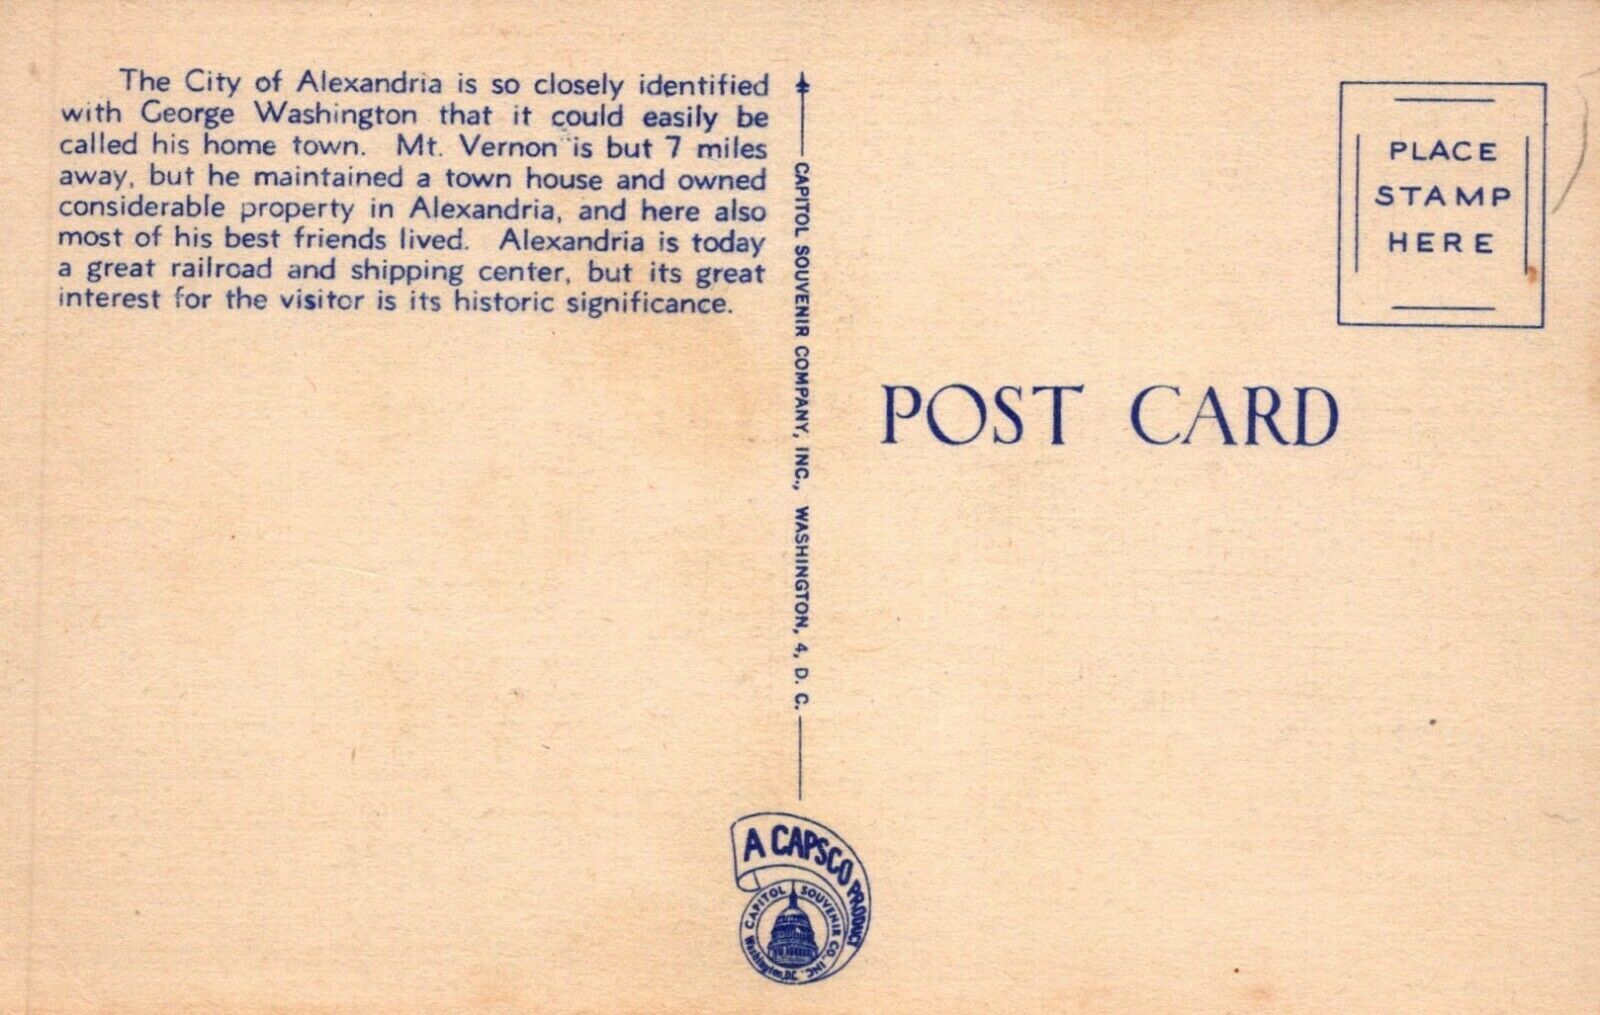 The City of Alexandria is so closely identified
with George Washington that it could easily be
called his home town. Mt. Vernon is but 7 miles
away, but he maintained a town house and owned
considerable property in Alexandria, and here also
most of his best friends lived. Alexandria is today
a great railroad and shipping center, but its great
interest for the visitor is its historic significance.
CAPITOL SOUVENIR COMPANY, INC., WASHINGTON, 4, D. C.
PLACE
STAMP
HERE
POST CARD
A CAPSCO PRODUCT
CAPITOL SOUVENIR CO., INC.
Washington, D.C.